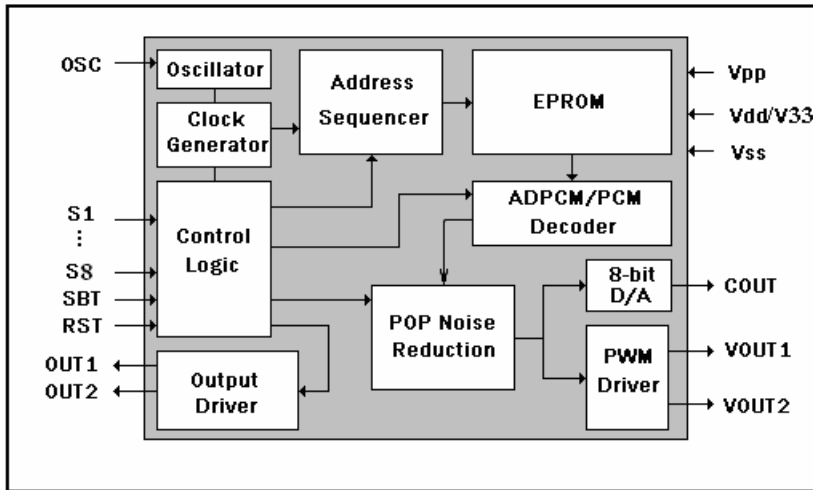 OSC
Oscillator
Clock
Generator
Address
Sequencer
EPROM
Vpp
Vdd/V33
Vss
S1
⋮
S8
SBT
RST
Control
Logic
ADPCM/PCM
Decoder
POP Noise
Reduction
8-bit
D/A
COUT
PWM
Driver
VOUT1
VOUT2
OUT1
OUT2
Output
Driver